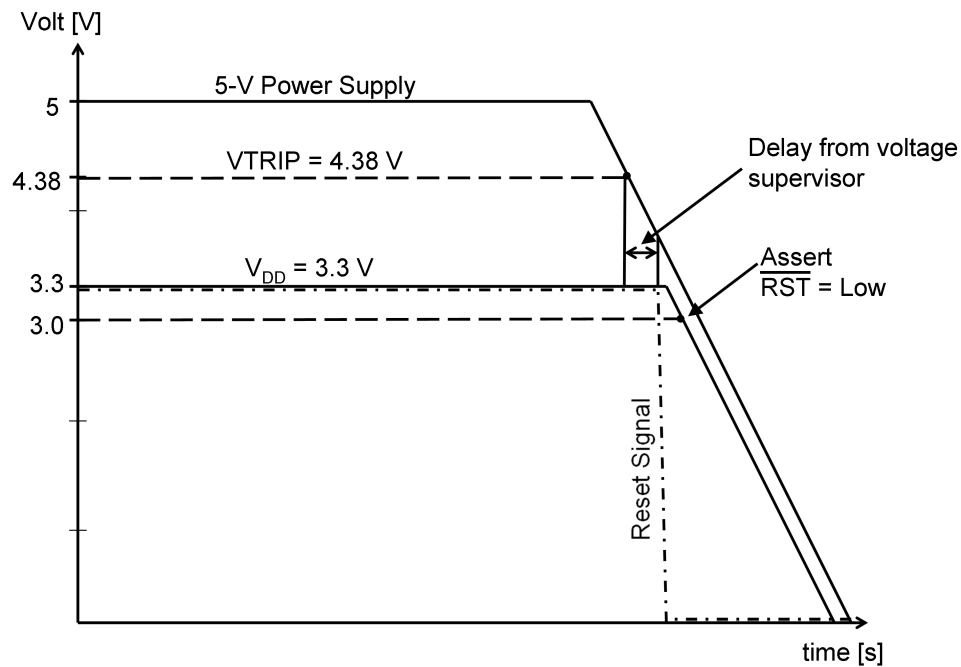 Volt [V]
5-V Power Supply
5
VTRIP = 4.38 V
4.38
Delay from voltage
supervisor
V_DD = 3.3 V
3.3
Assert
RST = Low
3.0
Reset Signal
time [s]